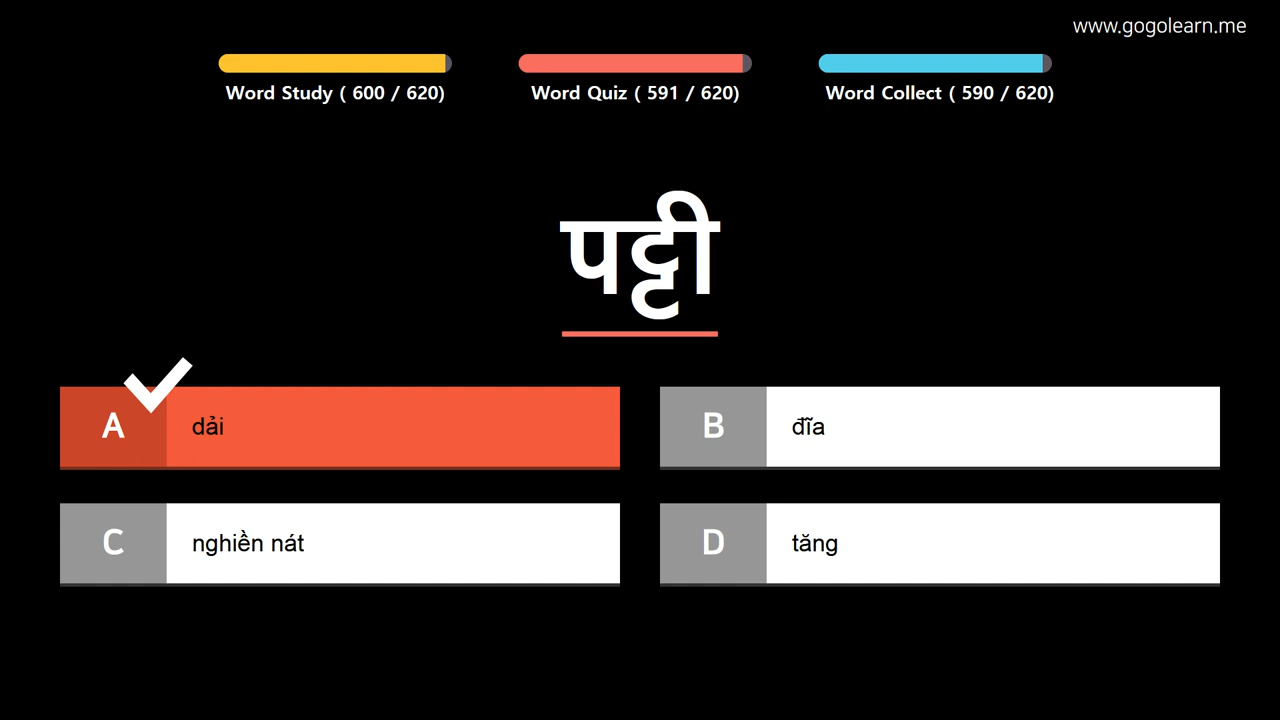 www.gogolearn.me
Word Study ( 600 / 620)
Word Quiz ( 591 / 620)
Word Collect ( 590 / 620)
पट्टी
A dải
B đĩa
C nghiền nát
D tăng